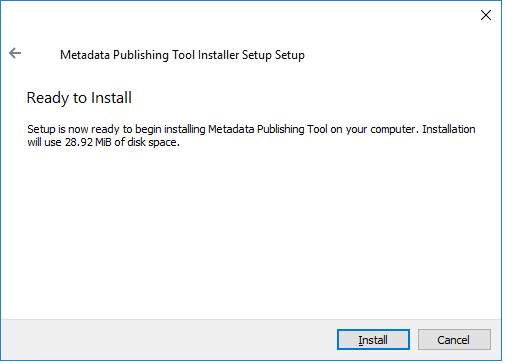 Metadata Publishing Tool Installer Setup Setup
Ready to Install
Setup is now ready to begin installing Metadata Publishing Tool on your computer. Installation
will use 28.92 MiB of disk space.
Install
Cancel